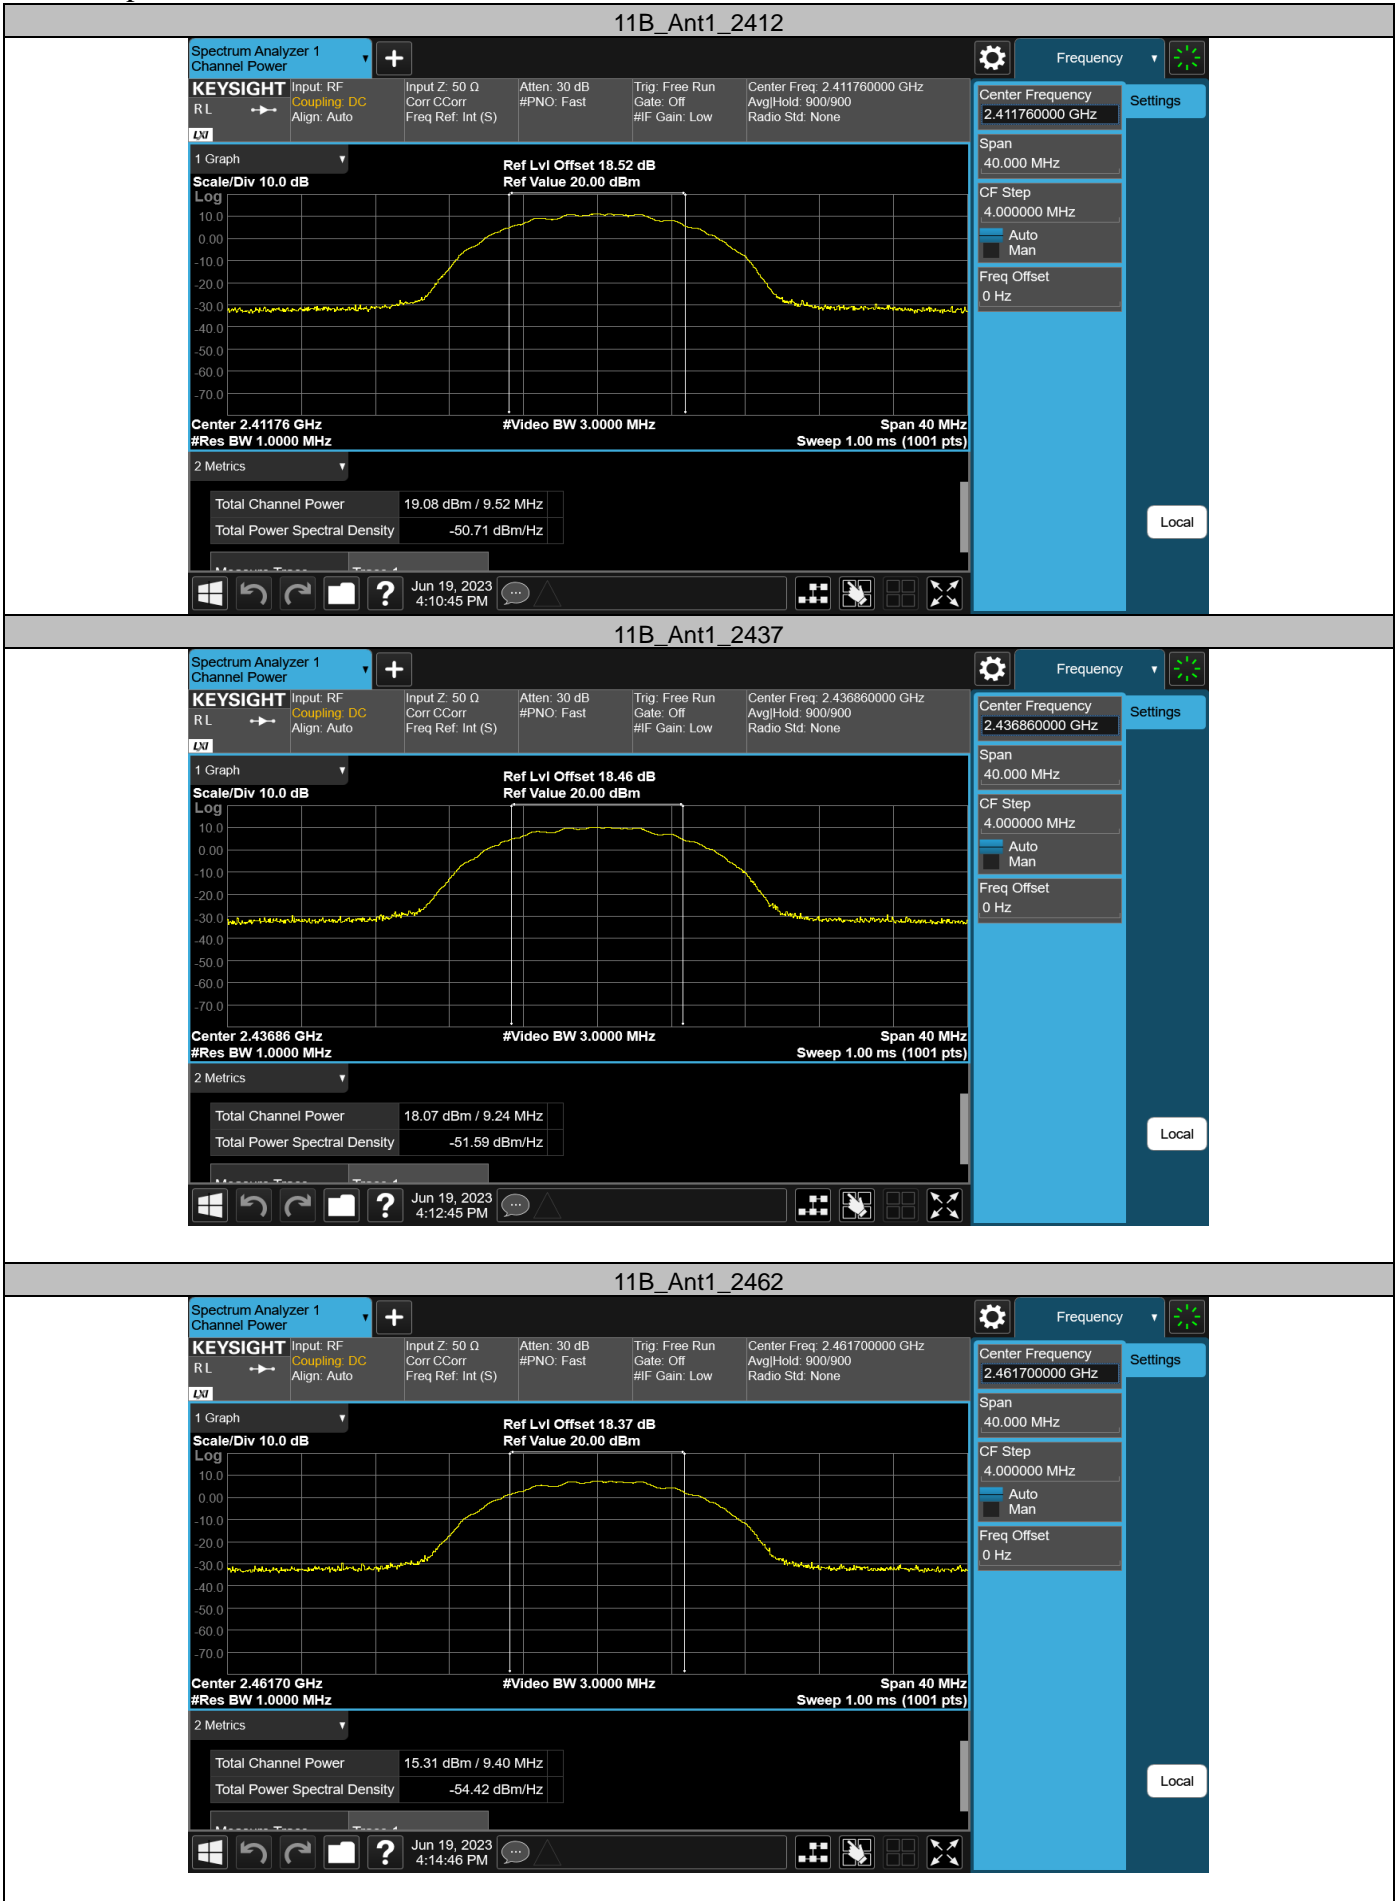 11B_Ant1_2412
Spectrum Analyzer 1
Channel Power
+
Frequency
KEYSIGHT
RL
LXI
Input: RF
Coupling: DC
Align: Auto
Input Z: 50 Ω
Corr CCorr
Freq Ref: Int (S)
Atten: 30 dB
#PNO: Fast
Trig: Free Run
Gate: Off
#IF Gain: Low
Center Freq: 2.411760000 GHz
Avg|Hold: 900/900
Radio Std: None
Center Frequency
2.411760000 GHz
Settings
Span
40.000 MHz
CF Step
4.000000 MHz
Auto
Man
Freq Offset
0 Hz
1 Graph
Scale/Div 10.0 dB
Ref Lvl Offset 18.52 dB
Ref Value 20.00 dBm
Log
10.0
0.00
-10.0
-20.0
-30.0
-40.0
-50.0
-60.0
-70.0
Center 2.41176 GHz
#Video BW 3.0000 MHz
Span 40 MHz
#Res BW 1.0000 MHz
Sweep 1.00 ms (1001 pts)
2 Metrics
Total Channel Power 19.08 dBm / 9.52 MHz
Total Power Spectral Density -50.71 dBm/Hz
Local
?
Jun 19, 2023
4:10:45 PM
11B_Ant1_2437
Spectrum Analyzer 1
Channel Power
+
Frequency
KEYSIGHT
RL
LXI
Input: RF
Coupling: DC
Align: Auto
Input Z: 50 Ω
Corr CCorr
Freq Ref: Int (S)
Atten: 30 dB
#PNO: Fast
Trig: Free Run
Gate: Off
#IF Gain: Low
Center Freq: 2.436860000 GHz
Avg|Hold: 900/900
Radio Std: None
Center Frequency
2.436860000 GHz
Settings
Span
40.000 MHz
CF Step
4.000000 MHz
Auto
Man
Freq Offset
0 Hz
1 Graph
Scale/Div 10.0 dB
Ref Lvl Offset 18.46 dB
Ref Value 20.00 dBm
Log
10.0
0.00
-10.0
-20.0
-30.0
-40.0
-50.0
-60.0
-70.0
Center 2.43686 GHz
#Video BW 3.0000 MHz
Span 40 MHz
#Res BW 1.0000 MHz
Sweep 1.00 ms (1001 pts)
2 Metrics
Total Channel Power 18.07 dBm / 9.24 MHz
Total Power Spectral Density -51.59 dBm/Hz
Local
?
Jun 19, 2023
4:12:45 PM
11B_Ant1_2462
Spectrum Analyzer 1
Channel Power
+
Frequency
KEYSIGHT
RL
LXI
Input: RF
Coupling: DC
Align: Auto
Input Z: 50 Ω
Corr CCorr
Freq Ref: Int (S)
Atten: 30 dB
#PNO: Fast
Trig: Free Run
Gate: Off
#IF Gain: Low
Center Freq: 2.461700000 GHz
Avg|Hold: 900/900
Radio Std: None
Center Frequency
2.461700000 GHz
Settings
Span
40.000 MHz
CF Step
4.000000 MHz
Auto
Man
Freq Offset
0 Hz
1 Graph
Scale/Div 10.0 dB
Ref Lvl Offset 18.37 dB
Ref Value 20.00 dBm
Log
10.0
0.00
-10.0
-20.0
-30.0
-40.0
-50.0
-60.0
-70.0
Center 2.46170 GHz
#Video BW 3.0000 MHz
Span 40 MHz
#Res BW 1.0000 MHz
Sweep 1.00 ms (1001 pts)
2 Metrics
Total Channel Power 15.31 dBm / 9.40 MHz
Total Power Spectral Density -54.42 dBm/Hz
Local
?
Jun 19, 2023
4:14:46 PM